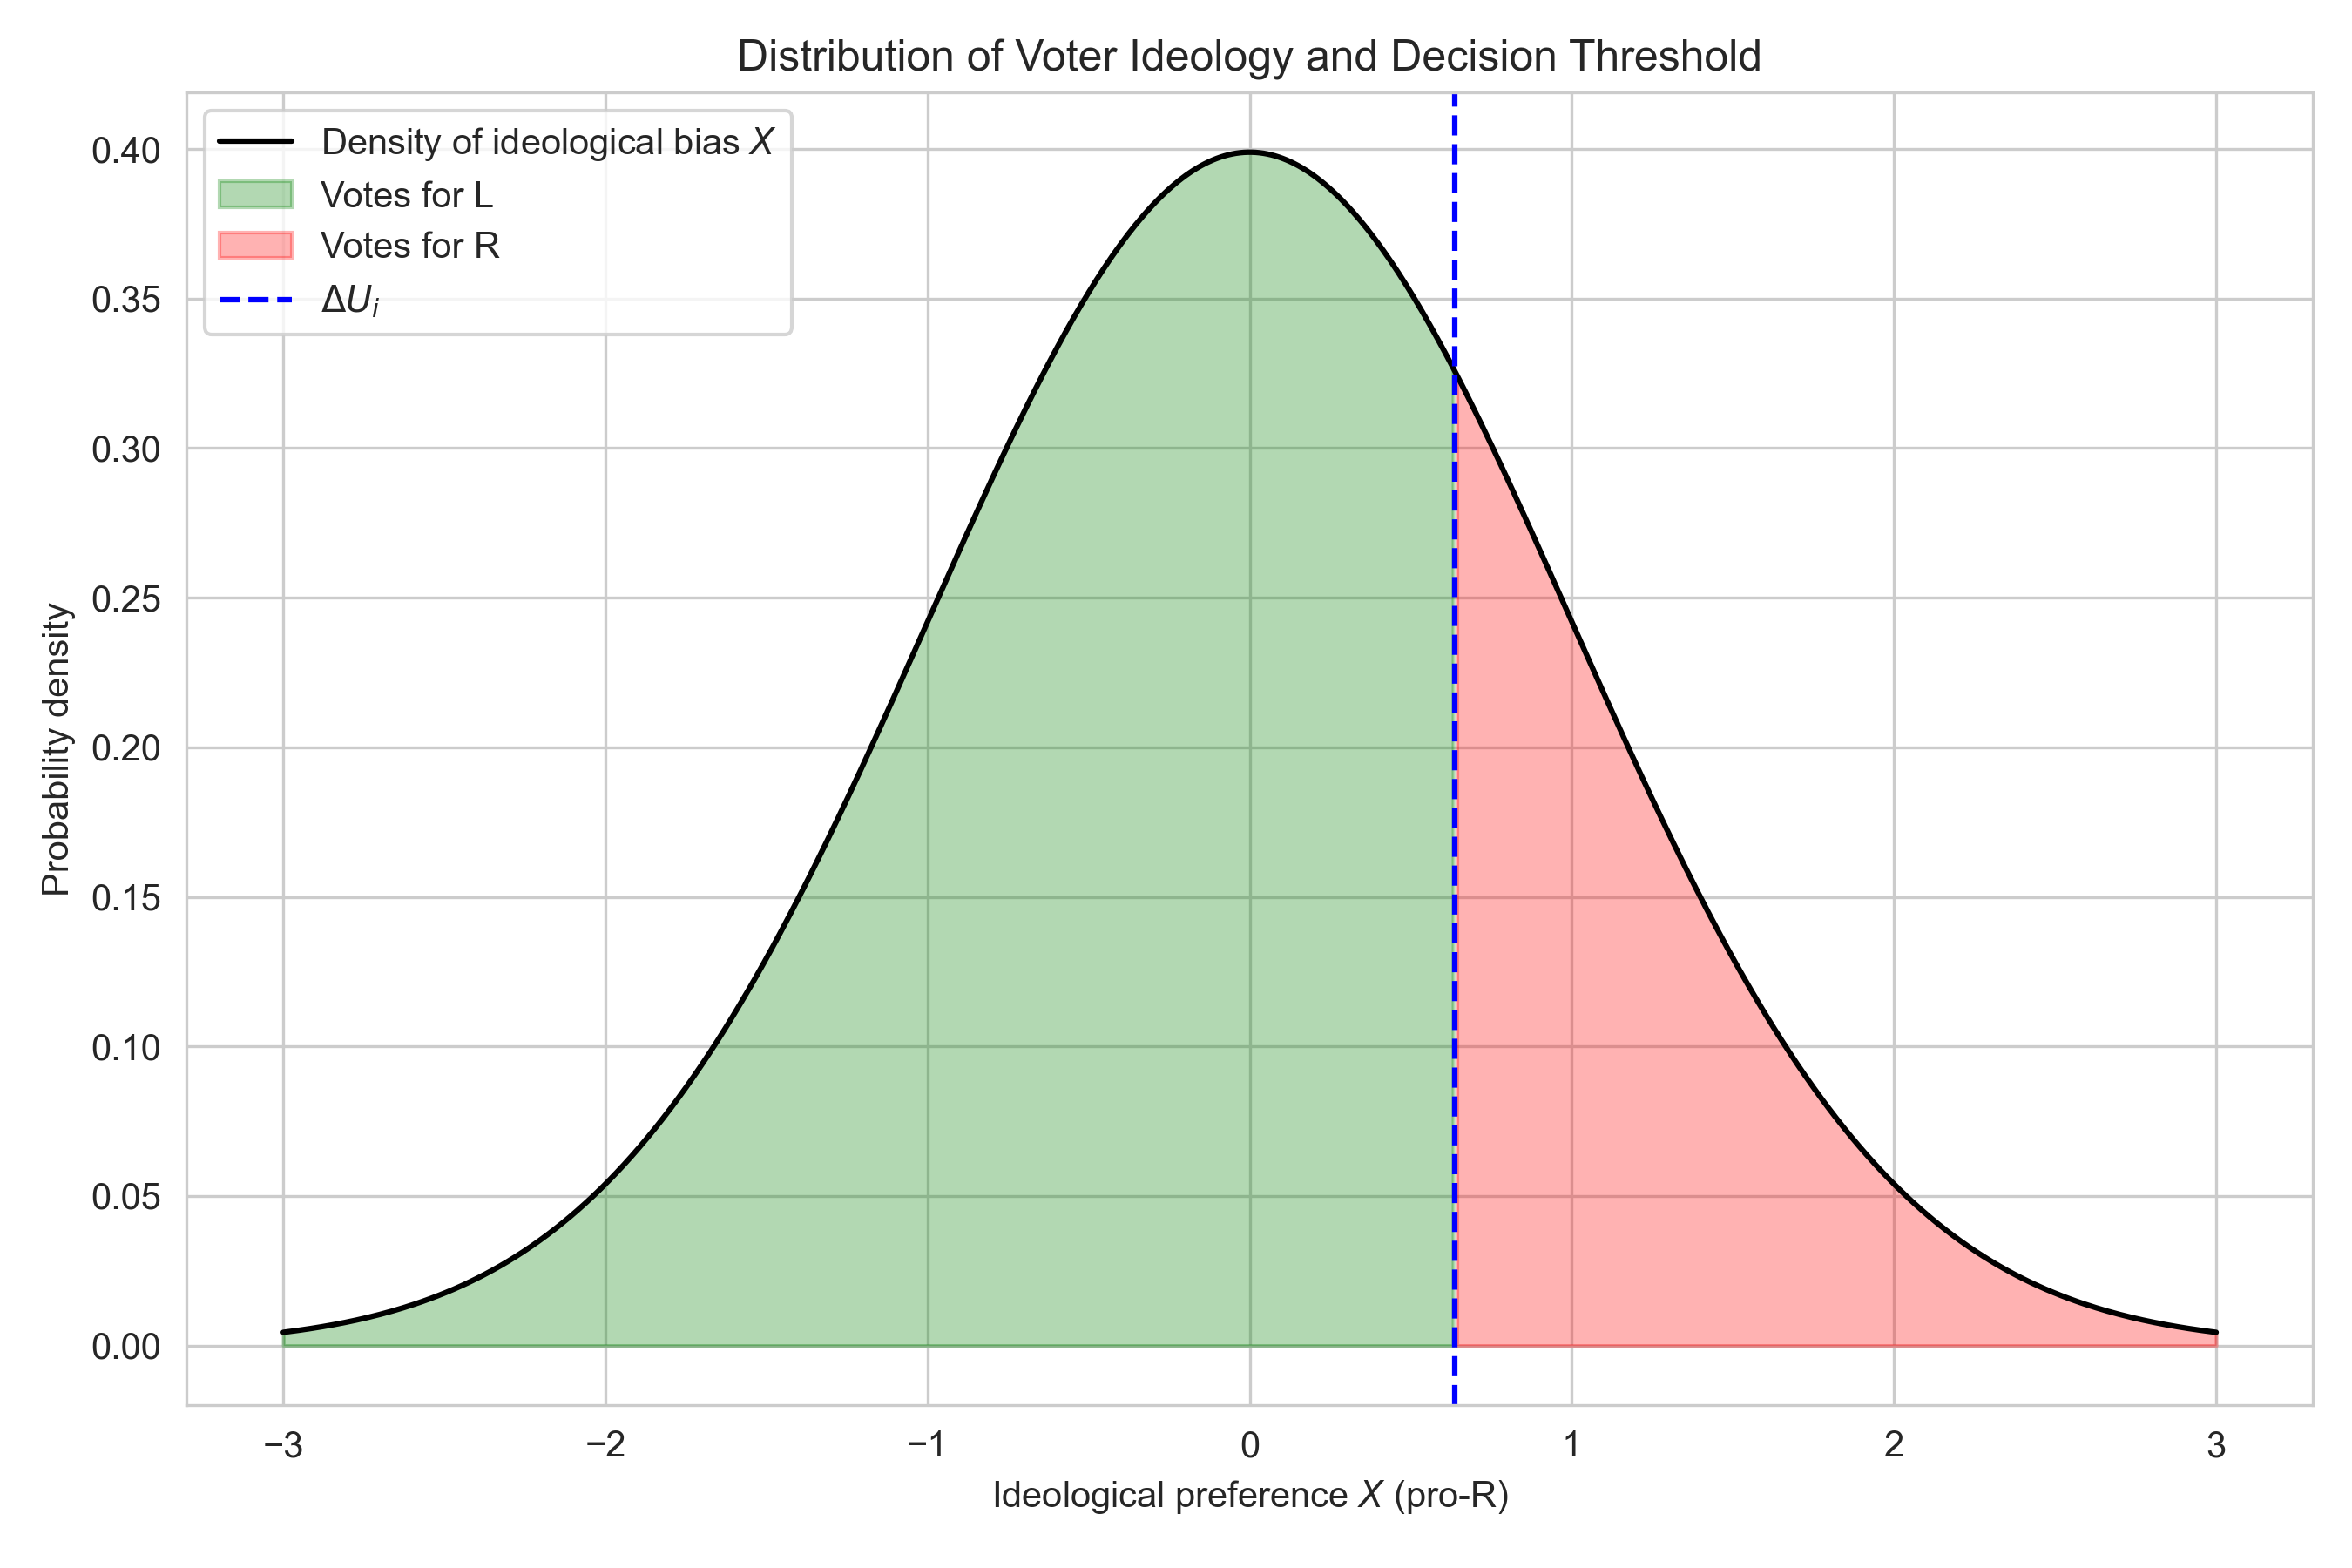 Distribution of Voter Ideology and Decision Threshold
Density of ideological bias X
Votes for L
Votes for R
ΔUᵢ
0.40
0.35
0.30
0.25
0.20
0.15
0.10
0.05
0.00
Probability density
−3
−2
−1
0
1
2
3
Ideological preference X (pro-R)